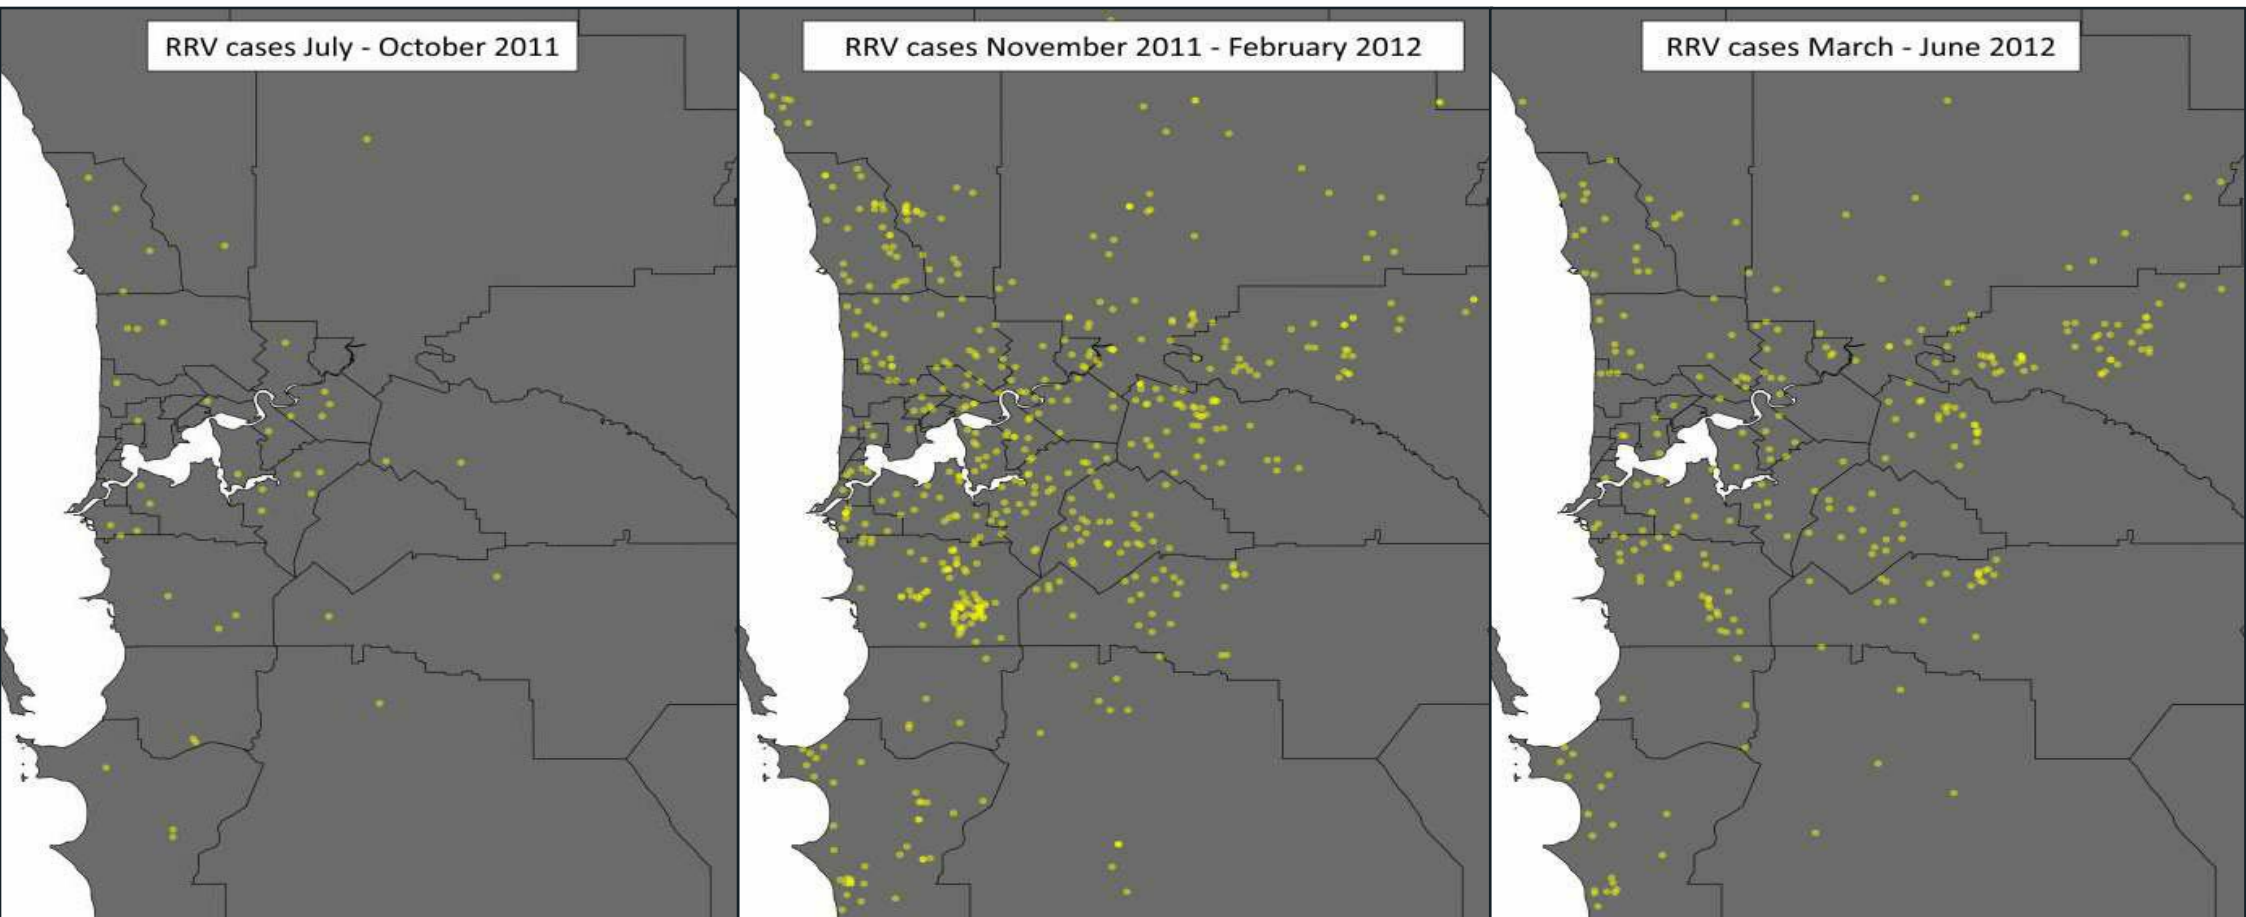 RRV cases July - October 2011
RRV cases November 2011 - February 2012
RRV cases March - June 2012